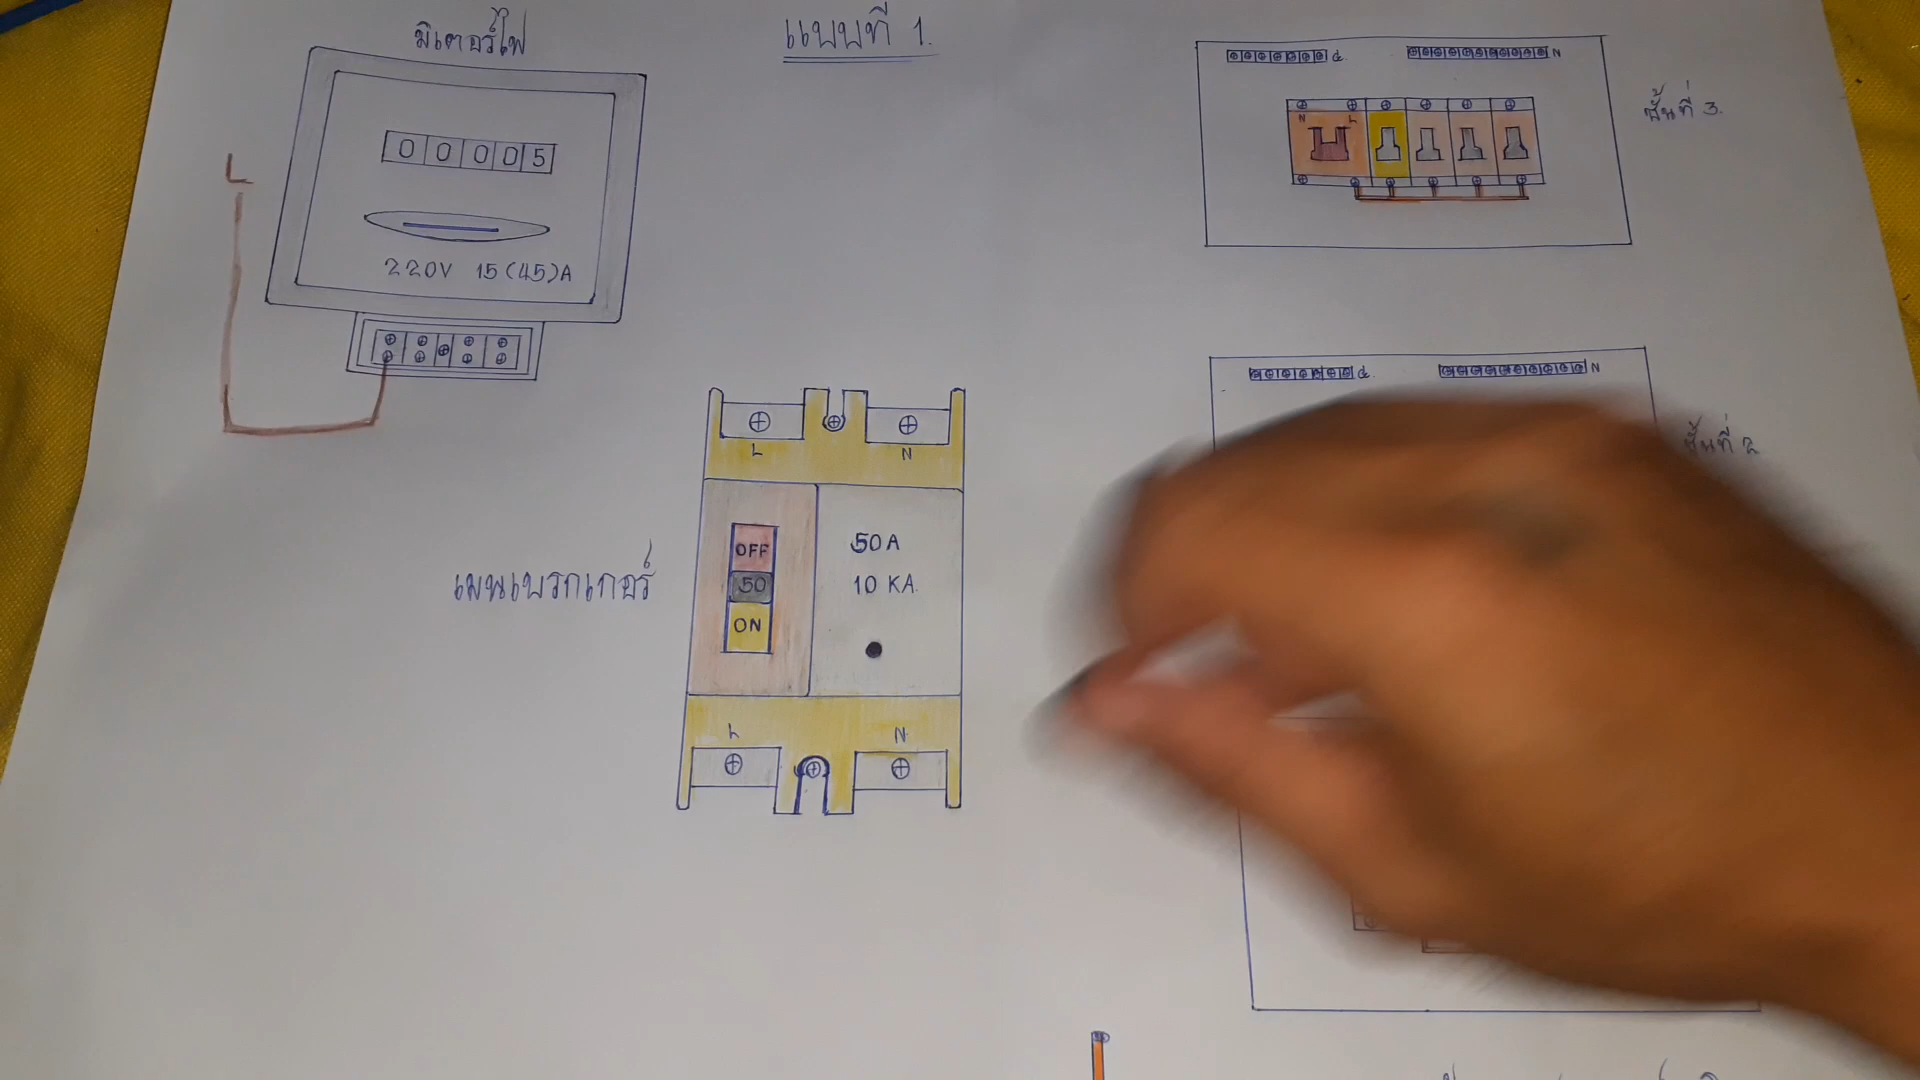 แบบที่ 1.
มิเตอร์ไฟ
L
00005
220V 15(45)A
เมนเบรกเกอร์
L
N
OFF
50
ON
50A
10 KA.
L
N
N
N L
ชั้นที่ 3.
N
ชั้นที่ 2